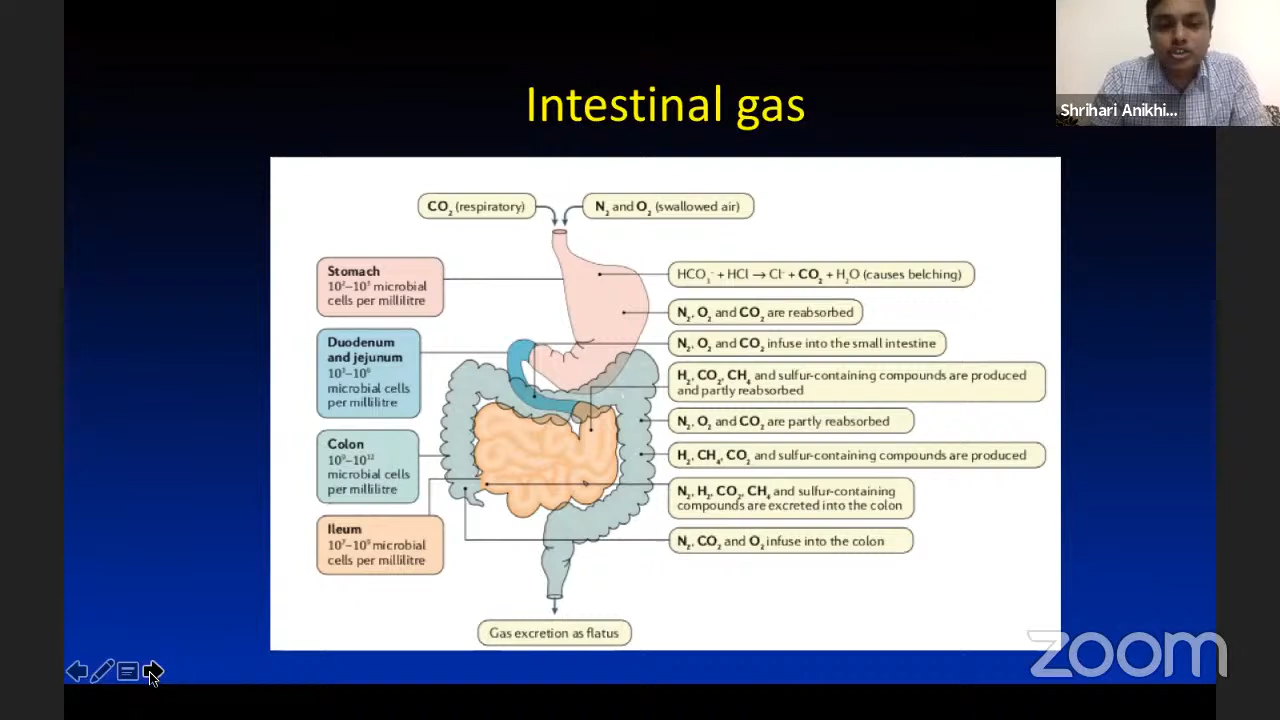 Intestinal gas
Shrihari Anikhi...
CO₂ (respiratory)
N₂ and O₂ (swallowed air)
Stomach
10²–10³ microbial
cells per millilitre
HCO₃⁻ + HCl → Cl⁻ + CO₂ + H₂O (causes belching)
N₂, O₂ and CO₂ are reabsorbed
Duodenum
and jejunum
microbial cells
per millilitre
N₂, O₂ and CO₂ infuse into the small intestine
H₂, CO₂, CH₄ and sulfur-containing compounds are produced
and partly reabsorbed
N₂, O₂ and CO₂ are partly reabsorbed
Colon
10⁹–10¹²
microbial cells
per millilitre
H₂, CH₄, CO₂ and sulfur-containing compounds are produced
N₂, H₂, CO₂, CH₄ and sulfur-containing
compounds are excreted into the colon
Ileum
microbial
cells per millilitre
N₂, CO₂ and O₂ infuse into the colon
Gas excretion as flatus
zoom